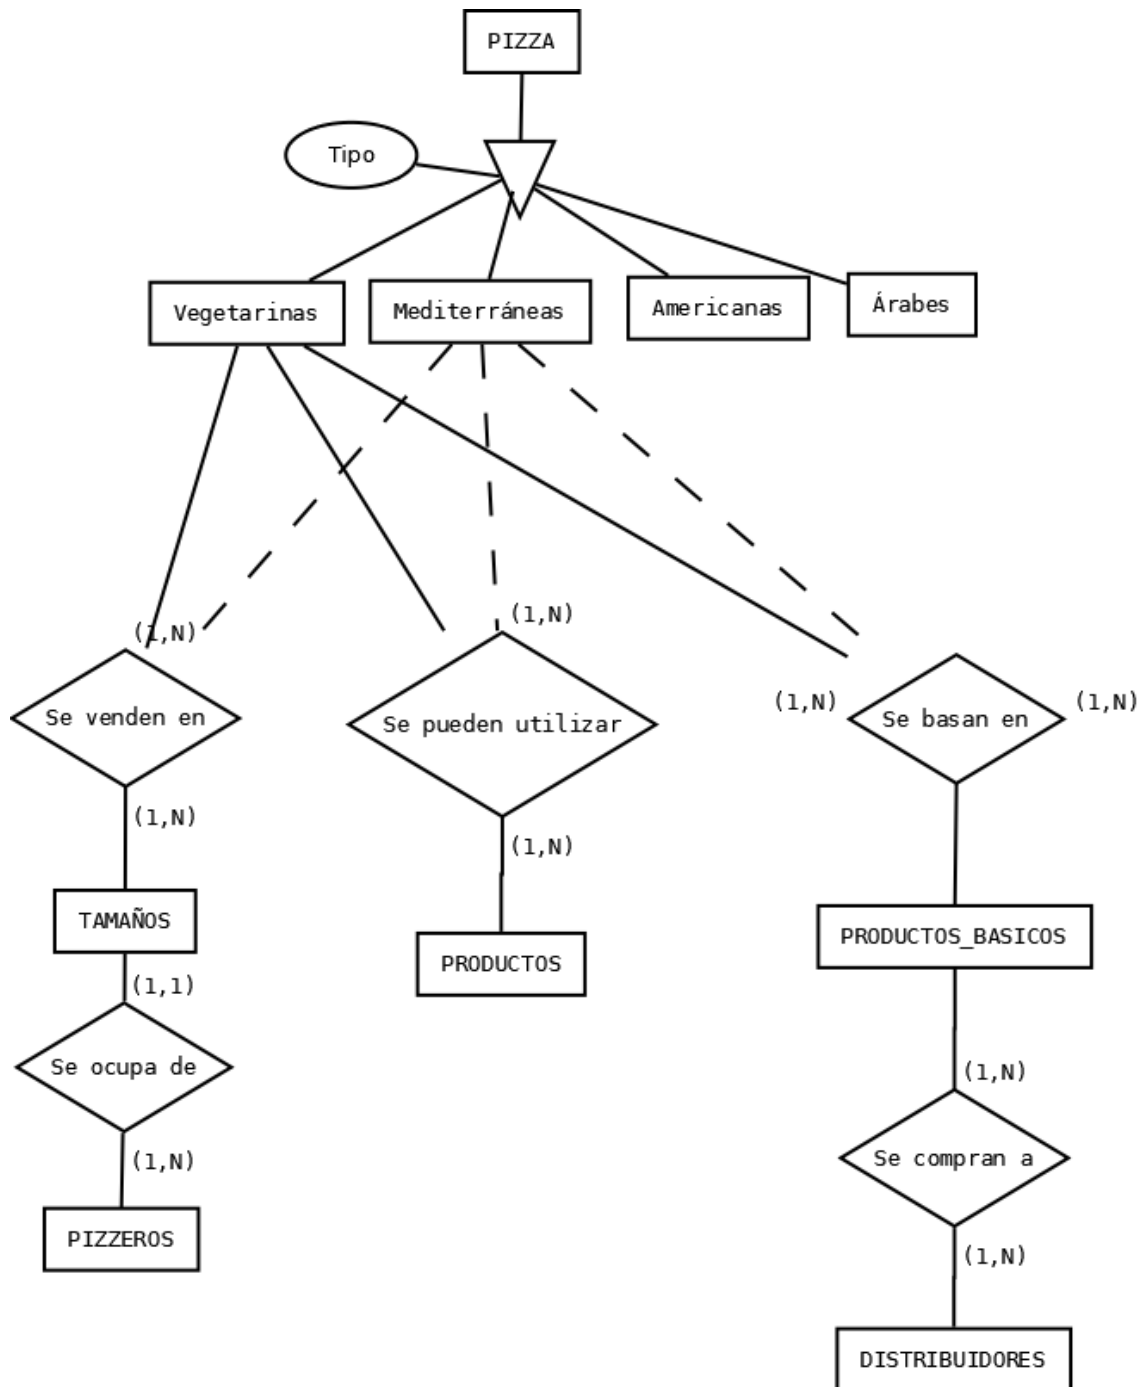 PIZZA
Tipo
Vegetarinas
Mediterráneas
Americanas
Árabes
(1,N)
(1,N)
(1,N)
(1,N)
Se venden en
Se pueden utilizar
Se basan en
(1,N)
(1,N)
TAMAÑOS
PRODUCTOS
PRODUCTOS_BASICOS
(1,1)
Se ocupa de
(1,N)
(1,N)
Se compran a
PIZZEROS
(1,N)
DISTRIBUIDORES